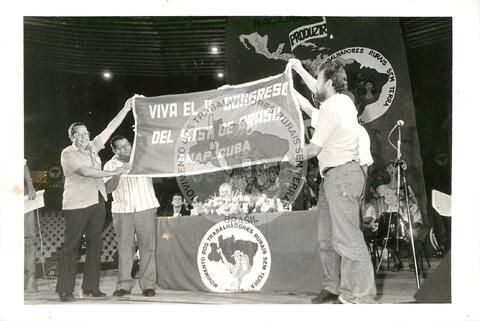 NACIONAL
PRODUZIR
TRABALHADORES RURAIS SEM TERRA
VIVA EL II CONGRESO
DEL MST DE BRASIL
ANAP CUBA
MOVIMENTO DOS TRABALHADORES RURAIS SEM TERRA
BRASIL
MOVIMENTO DOS TRABALHADORES RURAIS SEM TERRA